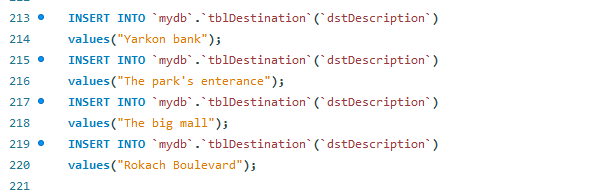 213 INSERT INTO `mydb`.`tblDestination`(`dstDescription`)
214 values("Yarkon bank");
215 INSERT INTO `mydb`.`tblDestination`(`dstDescription`)
216 values("The park's enterance");
217 INSERT INTO `mydb`.`tblDestination`(`dstDescription`)
218 values("The big mall");
219 INSERT INTO `mydb`.`tblDestination`(`dstDescription`)
220 values("Rokach Boulevard");
221